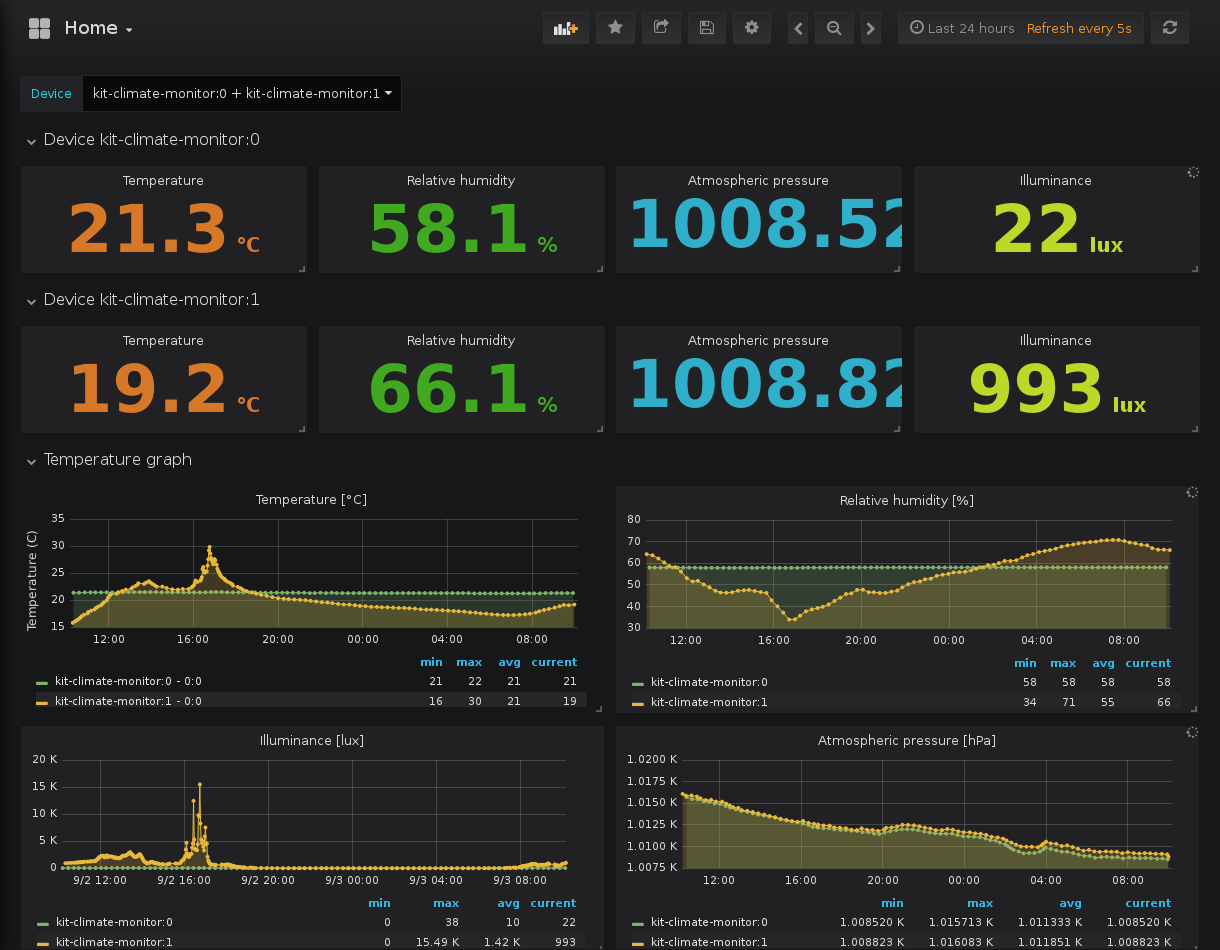 Home
Last 24 hours Refresh every 5s
Device kit-climate-monitor:0 + kit-climate-monitor:1
Device kit-climate-monitor:0
Temperature Relative humidity Atmospheric pressure Illuminance
21.3 °C 58.1 % 1008.52 22 lux
Device kit-climate-monitor:1
Temperature Relative humidity Atmospheric pressure Illuminance
19.2 °C 66.1 % 1008.82 993 lux
Temperature graph
Temperature [°C]
Temperature (C)
35
30
25
20
15
12:00 16:00 20:00 00:00 04:00 08:00
min max avg current
kit-climate-monitor:0 - 0:0 21 22 21 21
kit-climate-monitor:1 - 0:0 16 30 21 19
Relative humidity [%]
80
70
60
50
40
30
12:00 16:00 20:00 00:00 04:00 08:00
min max avg current
kit-climate-monitor:0 58 58 58 58
kit-climate-monitor:1 34 71 55 66
Illuminance [lux]
20 K
15 K
10 K
5 K
0
9/2 12:00 9/2 16:00 9/2 20:00 9/3 00:00 9/3 04:00 9/3 08:00
min max avg current
kit-climate-monitor:0 0 38 10 22
kit-climate-monitor:1 0 15.49 K 1.42 K 993
Atmospheric pressure [hPa]
1.0200 K
1.0175 K
1.0150 K
1.0125 K
1.0100 K
1.0075 K
12:00 16:00 20:00 00:00 04:00 08:00
min max avg current
kit-climate-monitor:0 1.008520 K 1.015713 K 1.011333 K 1.008520 K
kit-climate-monitor:1 1.008823 K 1.016083 K 1.011851 K 1.008823 K